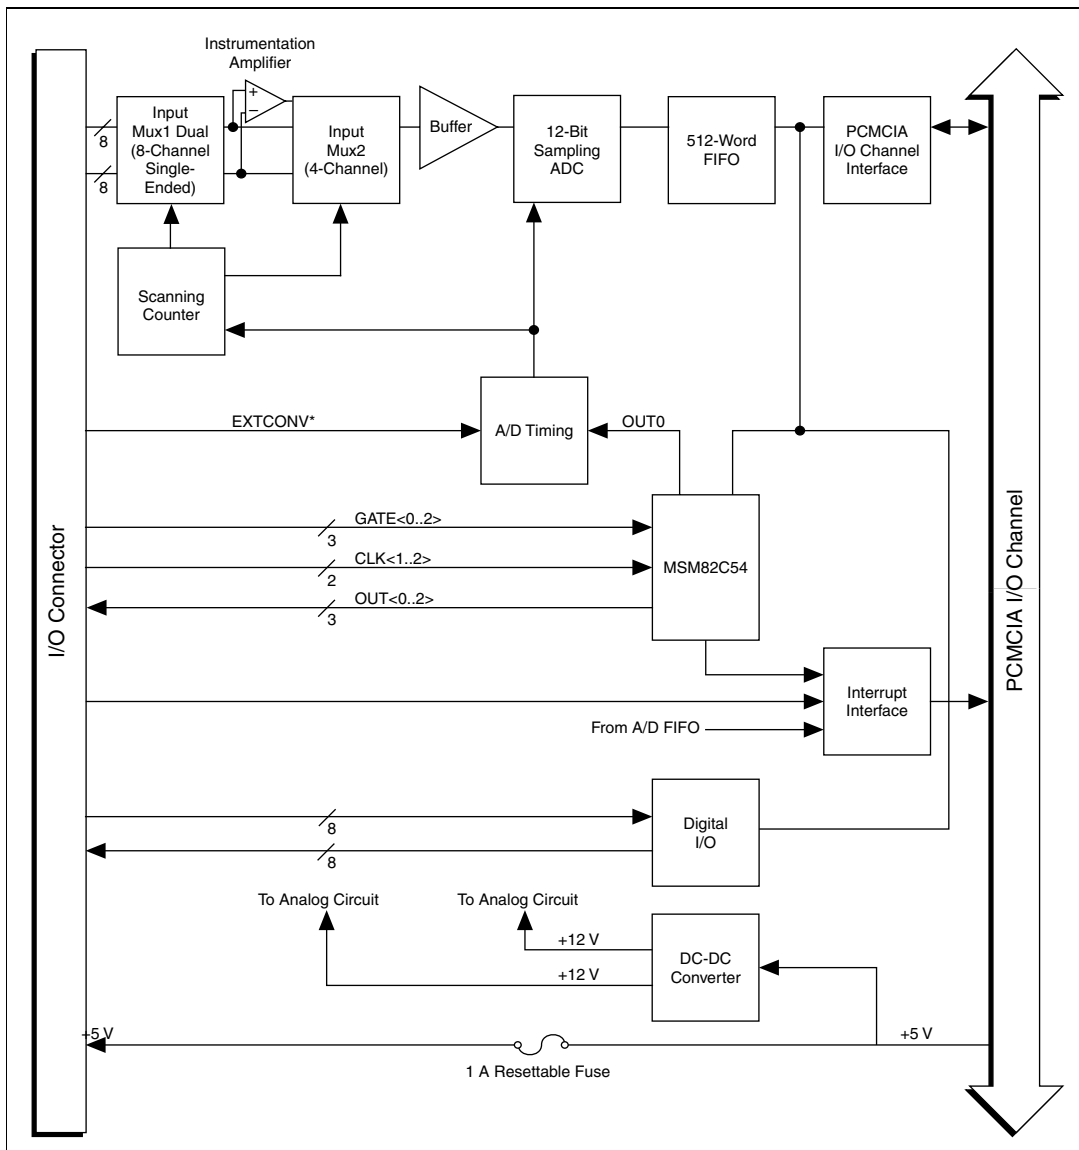 Instrumentation
Amplifier
+
−
Input
Mux1 Dual
(8-Channel
Single-
Ended)
8
8
Input
Mux2
(4-Channel)
Buffer
12-Bit
Sampling
ADC
512-Word
FIFO
PCMCIA
I/O Channel
Interface
Scanning
Counter
EXTCONV*
A/D Timing
OUT0
GATE<0..2>
3
CLK<1..2>
2
OUT<0..2>
3
MSM82C54
I/O Connector
PCMCIA I/O Channel
Interrupt
Interface
From A/D FIFO
8
8
Digital
I/O
To Analog Circuit
To Analog Circuit
+12 V
+12 V
DC-DC
Converter
+5 V
+5 V
1 A Resettable Fuse